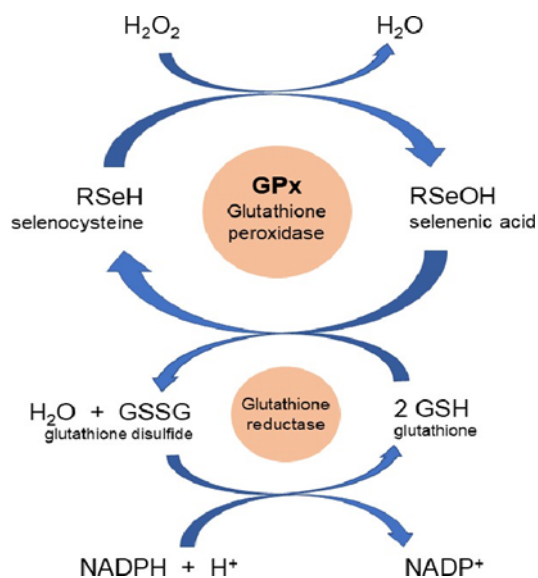 H₂O₂
H₂O
GPx
Glutathione
peroxidase
RSeH
selenocysteine
RSeOH
selenenic acid
H₂O + GSSG
glutathione disulfide
Glutathione
reductase
2 GSH
glutathione
NADPH + H⁺
NADP⁺